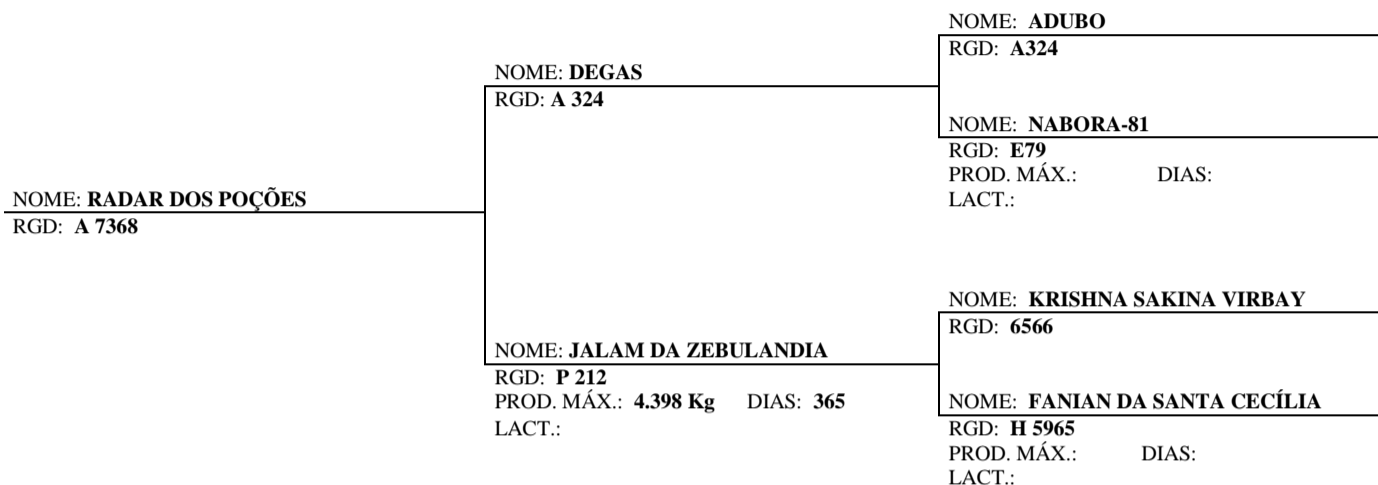 NOME: ADUBO
RGD: A324
NOME: DEGAS
RGD: A 324
NOME: NABORA-81
RGD: E79
PROD. MÁX.: DIAS:
LACT.:
NOME: RADAR DOS POÇÕES
RGD: A 7368
NOME: KRISHNA SAKINA VIRBAY
RGD: 6566
NOME: JALAM DA ZEBULANDIA
RGD: P 212
PROD. MÁX.: 4.398 Kg DIAS: 365
LACT.:
NOME: FANIAN DA SANTA CECÍLIA
RGD: H 5965
PROD. MÁX.: DIAS:
LACT.: